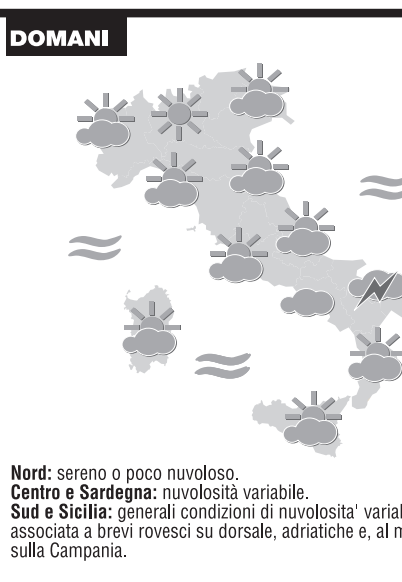 DOMANI
Nord: sereno o poco nuvoloso.
Centro e Sardegna: nuvolosità variabile.
Sud e Sicilia: generali condizioni di nuvolosita'
associata a brevi rovesci su dorsale, adriatiche e, al
sulla Campania.